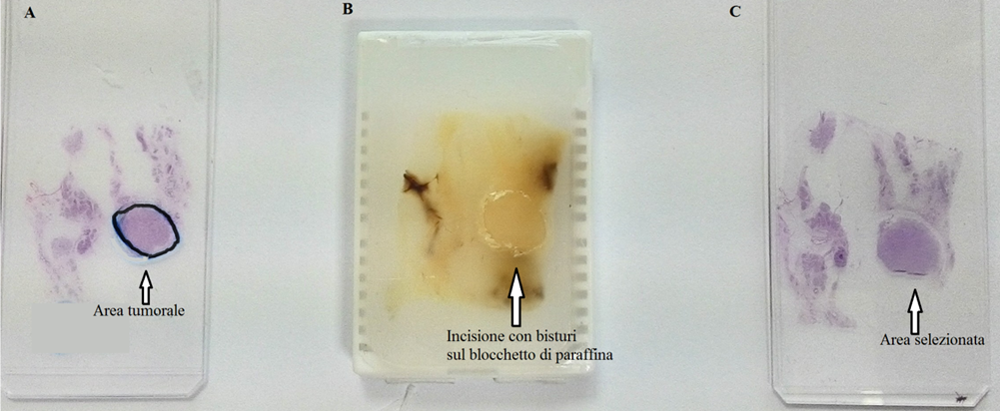 A
B
C
Area tumorale
Incisione con bisturi
sul blocchetto di paraffina
Area selezionata